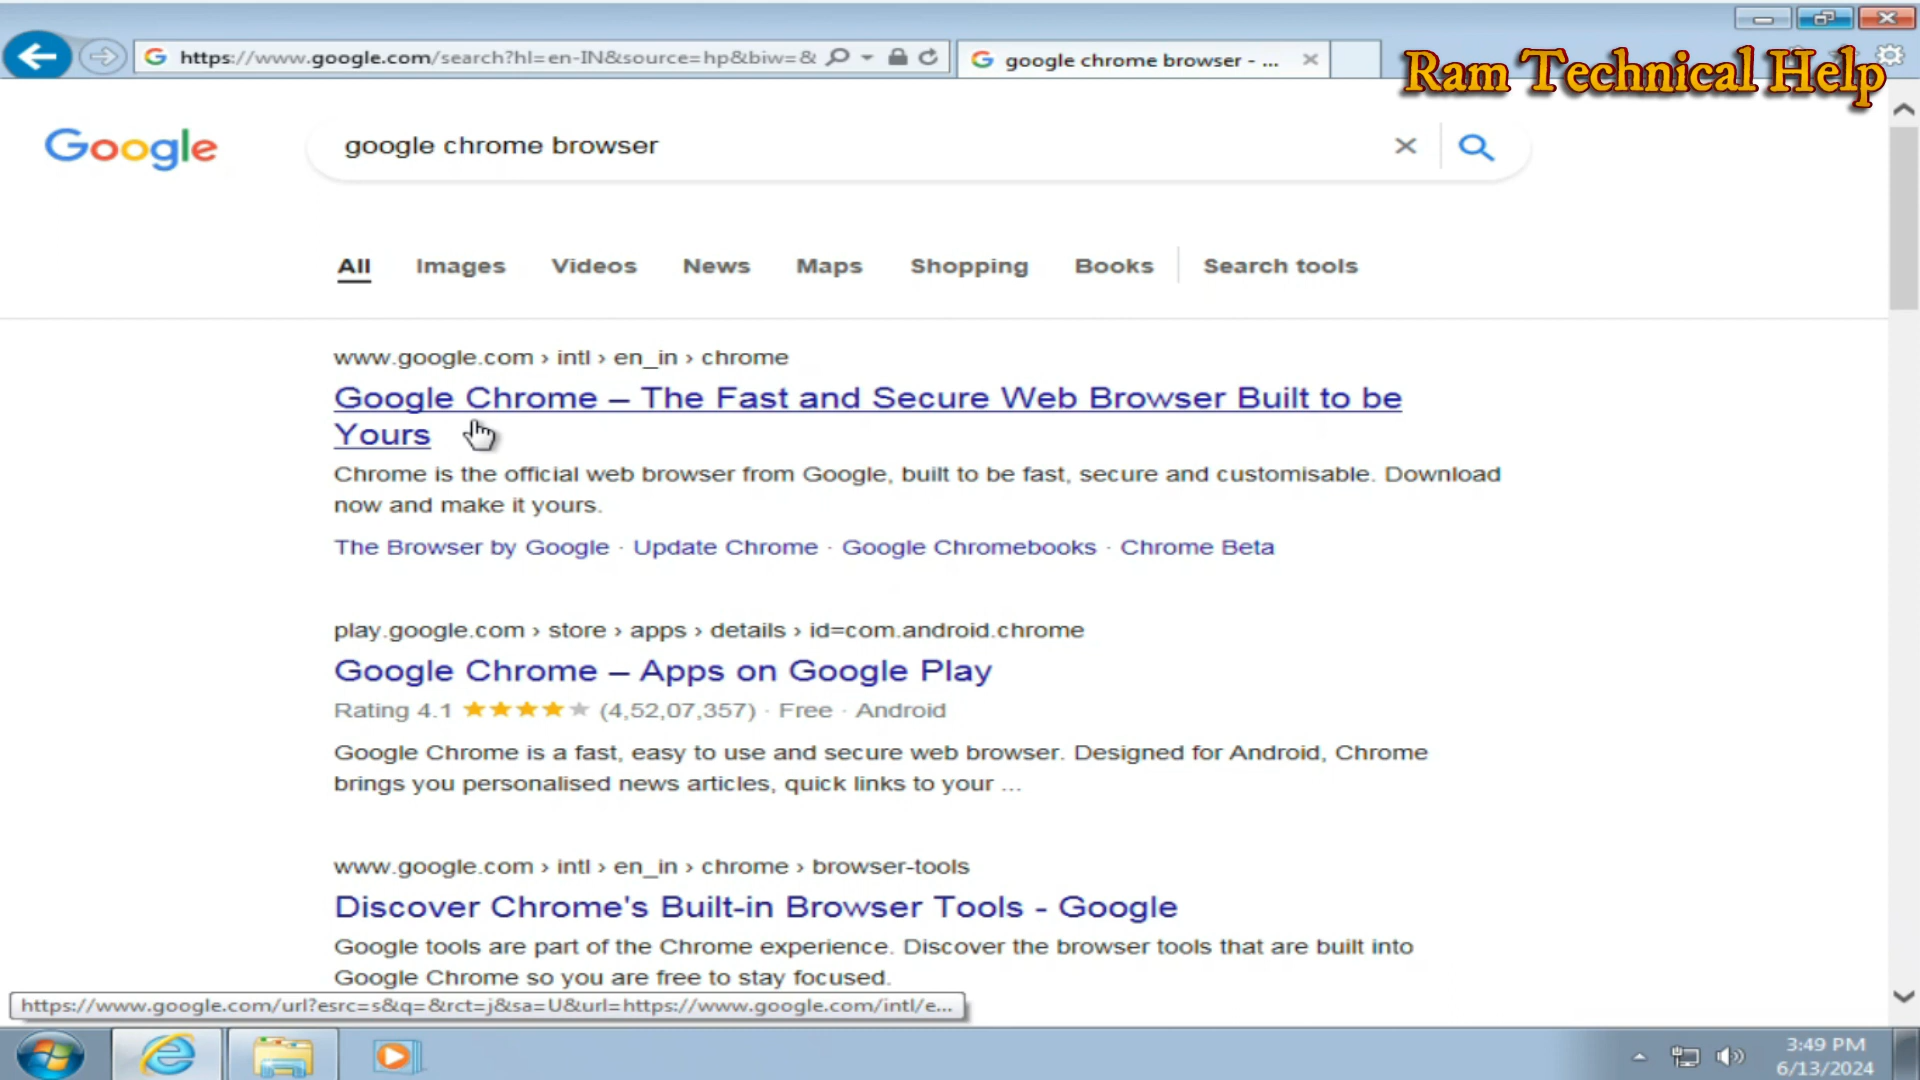 https://www.google.com/search?hl=en-IN&source=hp&biw=&
google chrome browser - ...
Ram Technical Help
Google
google chrome browser
All Images Videos News Maps Shopping Books Search tools
www.google.com › intl › en_in › chrome
Google Chrome – The Fast and Secure Web Browser Built to be
Yours
Chrome is the official web browser from Google, built to be fast, secure and customisable. Download
now and make it yours.
The Browser by Google · Update Chrome · Google Chromebooks · Chrome Beta
play.google.com › store › apps › details › id=com.android.chrome
Google Chrome – Apps on Google Play
Rating 4.1 (4,52,07,357) · Free · Android
Google Chrome is a fast, easy to use and secure web browser. Designed for Android, Chrome
brings you personalised news articles, quick links to your ...
www.google.com › intl › en_in › chrome › browser-tools
Discover Chrome's Built-in Browser Tools - Google
Google tools are part of the Chrome experience. Discover the browser tools that are built into
Google Chrome so you are free to stay focused.
https://www.google.com/url?esrc=s&q=&rct=j&sa=U&url=https://www.google.com/intl/e...
3:49 PM
6/13/2024